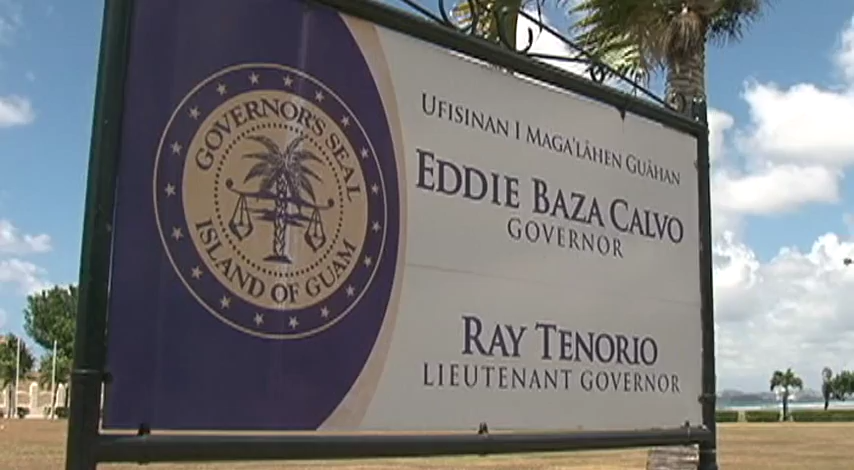 GOVERNOR'S SEAL
ISLAND OF GUAM
UFISINAN I MAGA'LÅHEN GUÅHAN
EDDIE BAZA CALVO
GOVERNOR
RAY TENORIO
LIEUTENANT GOVERNOR